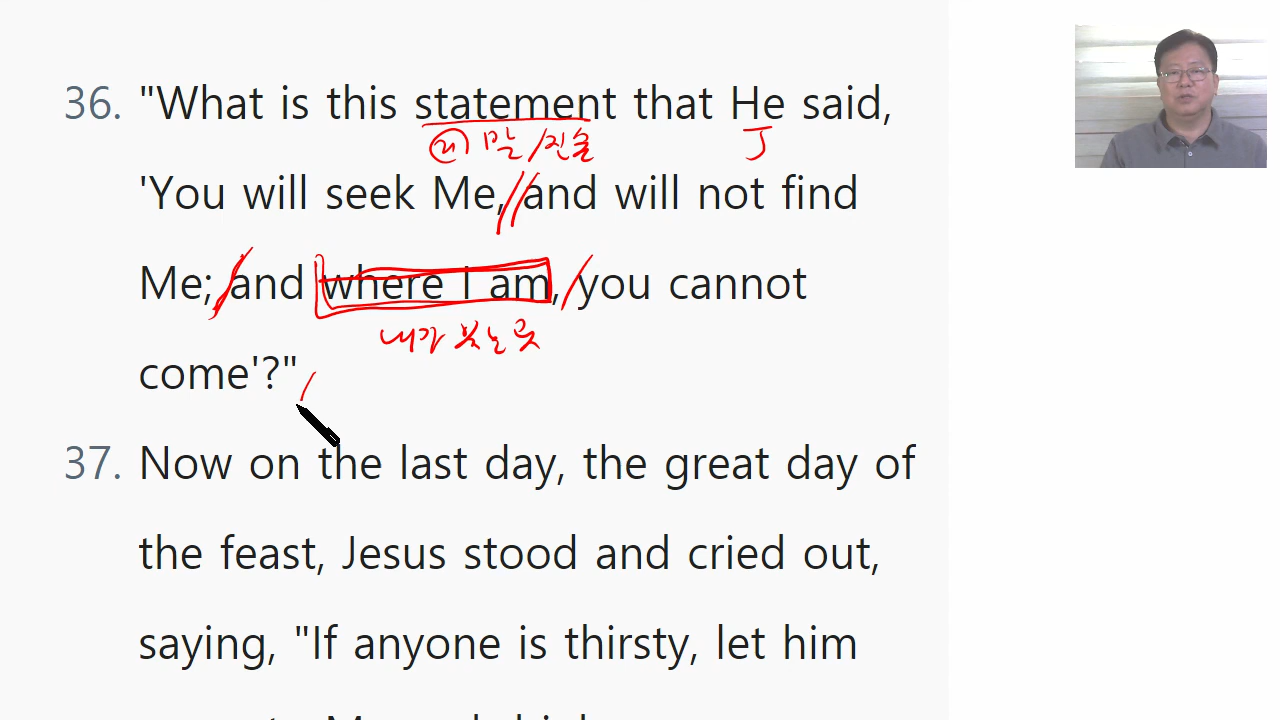 36. "What is this statement that He said,
말/진술 J
'You will seek Me, and will not find
Me; and where I am, you cannot
내가 있는 곳
come'?"
37. Now on the last day, the great day of
the feast, Jesus stood and cried out,
saying, "If anyone is thirsty, let him